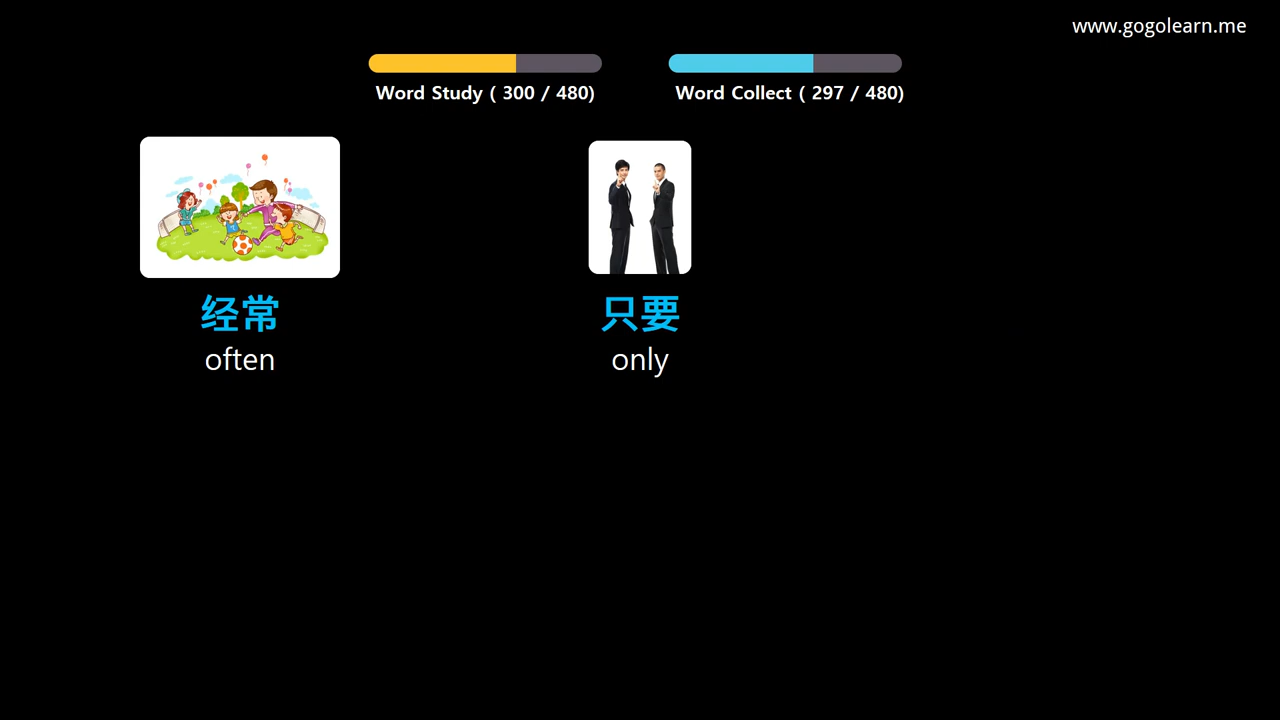 www.gogolearn.me
Word Study ( 300 / 480)
Word Collect ( 297 / 480)
经常
often
只要
only